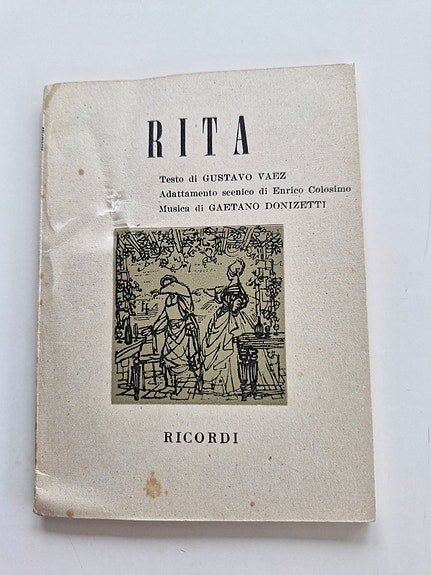 RITA
Testo di GUSTAVO VAEZ
Adattamento scenico di Enrico Colosimo
Musica di GAETANO DONIZETTI
RICORDI